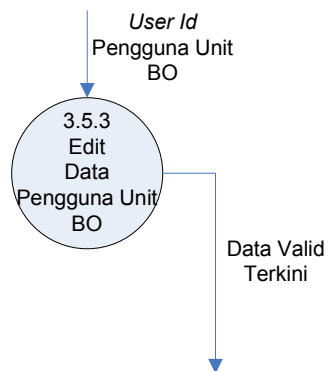 User Id
Pengguna Unit
BO
3.5.3
Edit
Data
Pengguna Unit
BO
Data Valid
Terkini